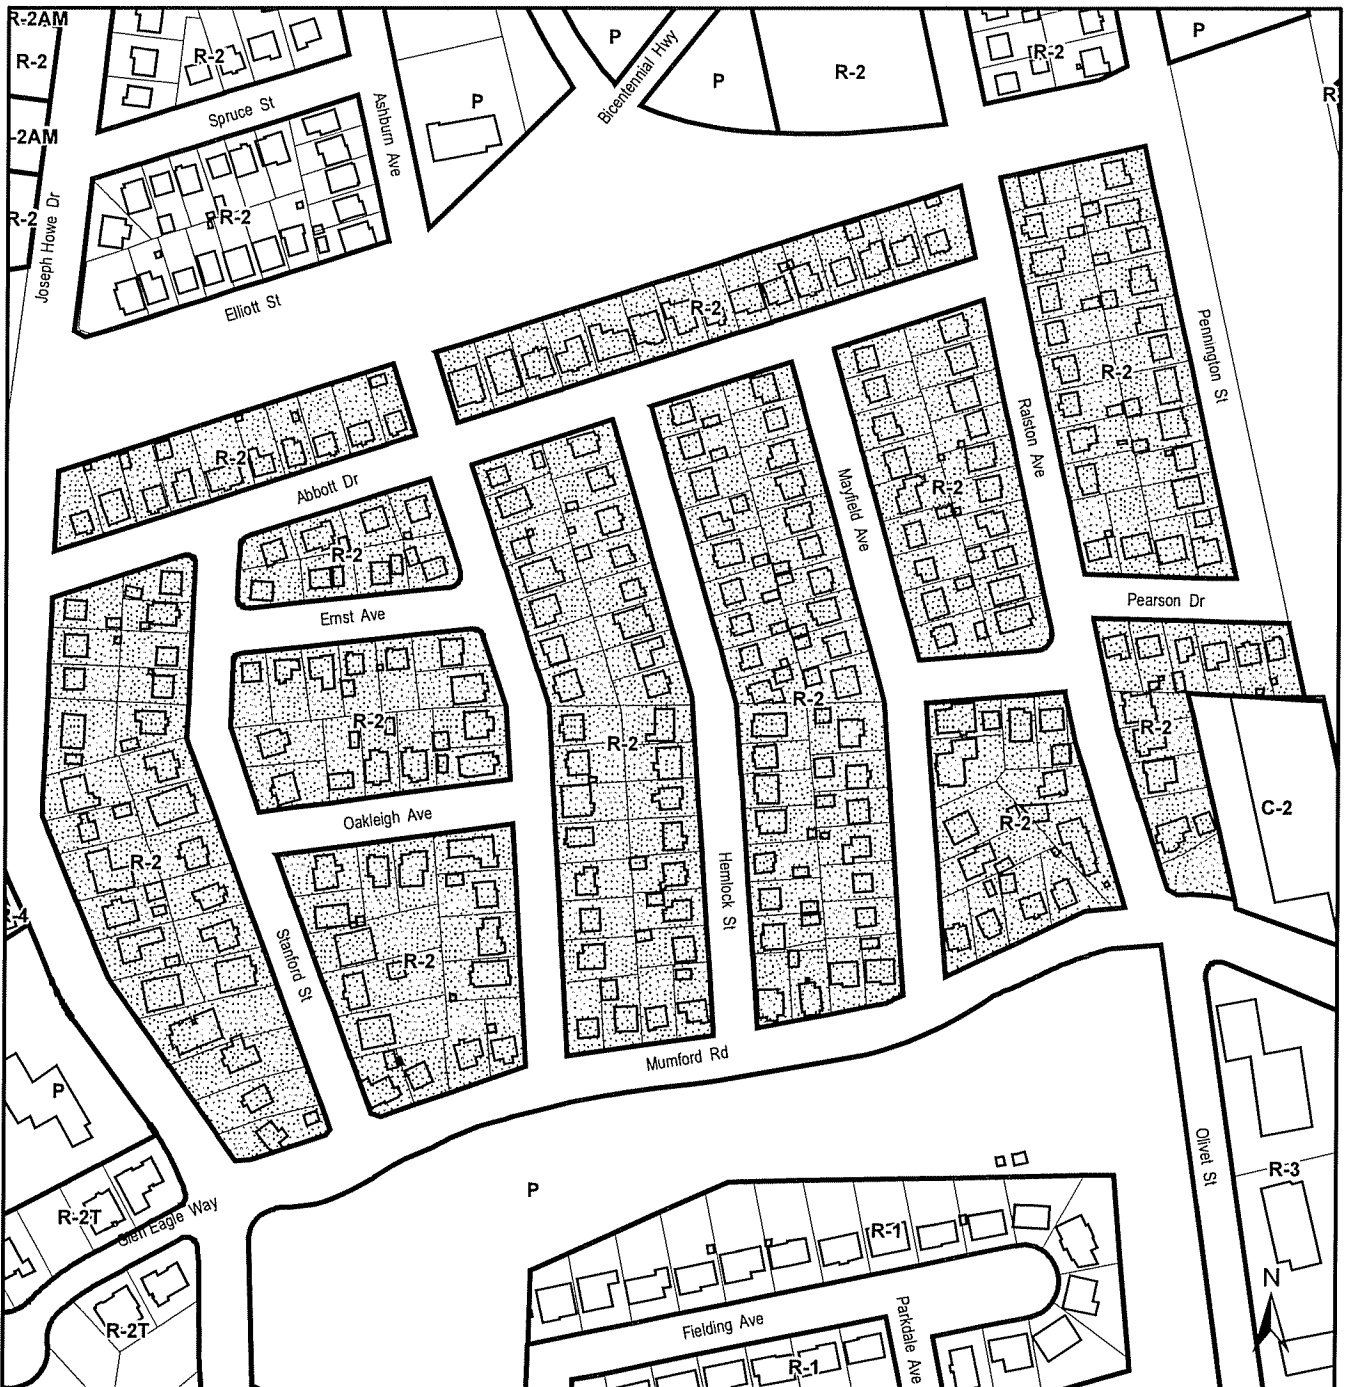 R-2AM
R-2
P
P
R-2
R-2
P
R-2
Bicentennial Hwy
P
Spruce St
Ashburn Ave
R
-2AM
R-2
R-2
Joseph Howe Dr
Elliott St
R-2
Pennington St
R-2
Ralston Ave
R-2
Abbott Dr
Mayfield Ave
R-2
R-2
Ernst Ave
Pearson Dr
R-2
R-2
R-2
R-2
C-2
Oakleigh Ave
R-2
R-2
Hemlock St
R-4
Stanford St
R-2
Mumford Rd
P
Olivet St
P
R-3
R-2T
Glen Eagle Way
R-1
N
R-2T
Fielding Ave
Parkdale Ave
R-1